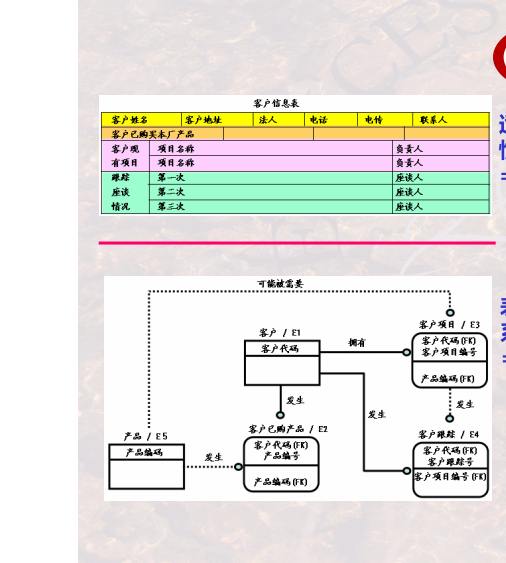 客户信息表
客户姓名 客户地址 法人 电话 电传 联系人
客户已购买本厂产品
客户现 项目名称 负责人
有项目 项目名称 负责人
跟踪 第一次 座谈人
座谈 第二次
情况 第三次 座谈人
可能被需要
客户项目 / E3
客户代码(FK)
客户项目编号
产品编码(FK)
客户 / E1
客户代码
拥有
发生
发生
客户已购产品 / E2
客户代码(FK)
产品编号
产品编码(FK)
发生
客户跟踪 / E4
客户代码(FK)
客户跟踪号
客户项目编号(FK)
产品 / E5
产品编码
发生